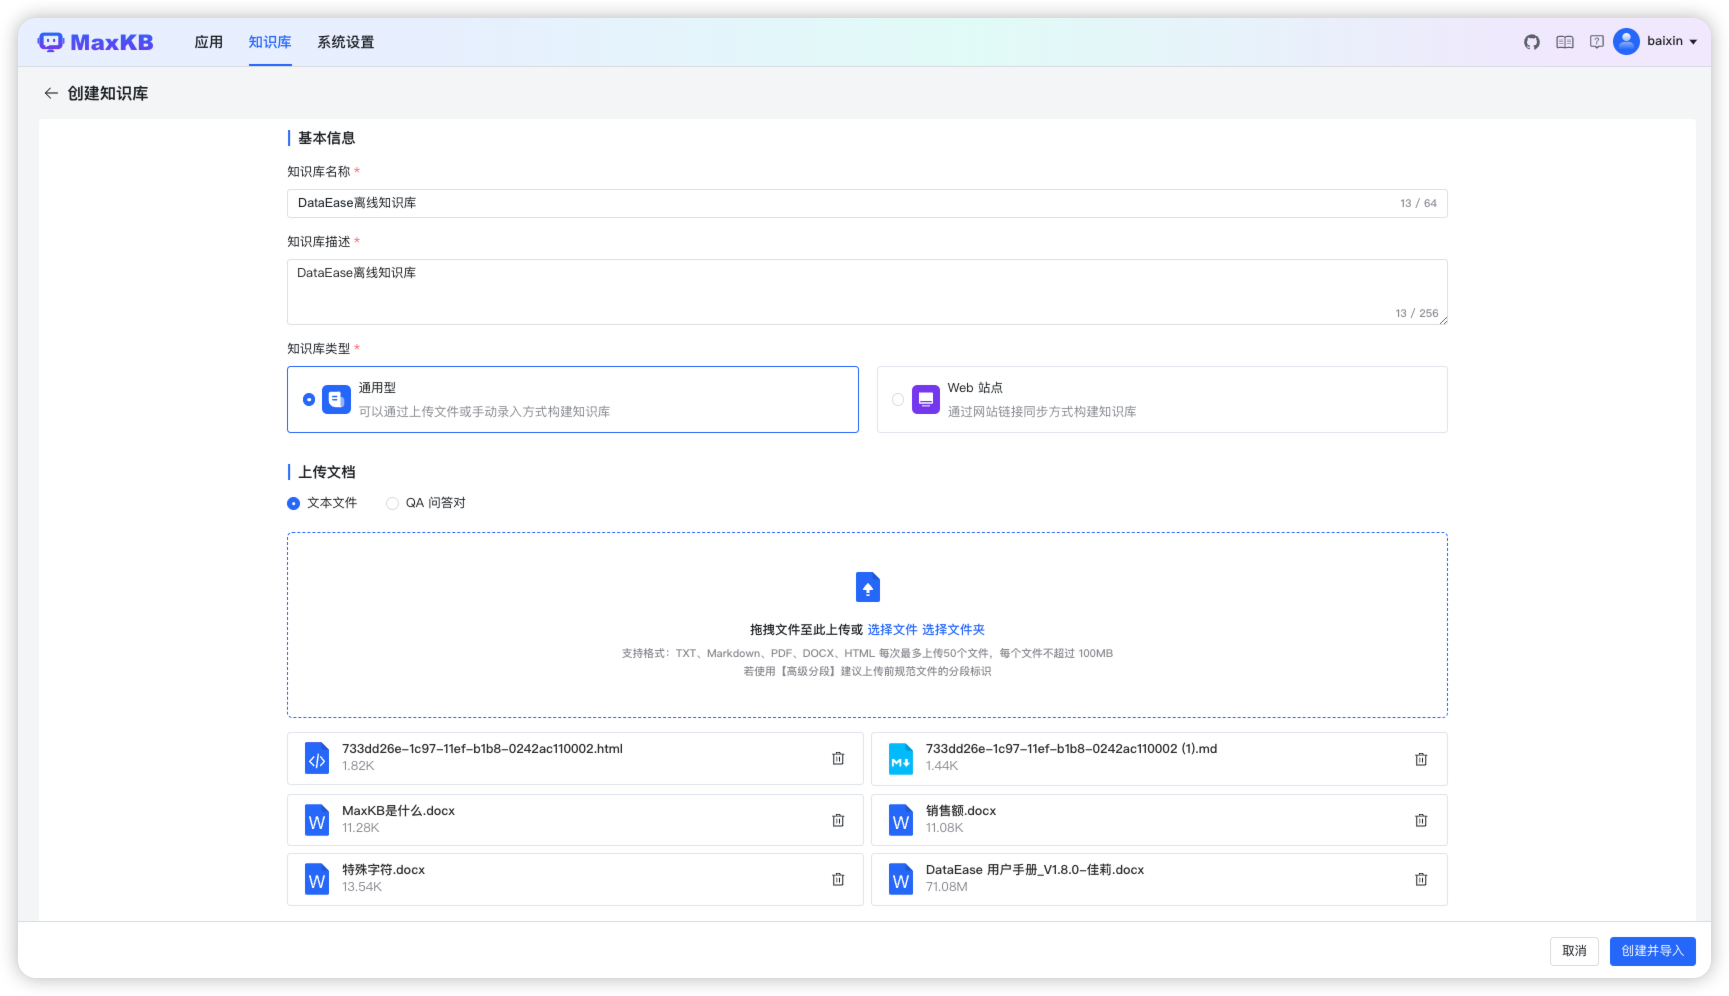 MaxKB 应用 知识库 系统设置 baixin
创建知识库
基本信息
知识库名称 *
DataEase离线知识库 13 / 64
知识库描述 *
DataEase离线知识库
13 / 256
知识库类型 *
通用型
可以通过上传文件或手动录入方式构建知识库
Web 站点
通过网站链接同步方式构建知识库
上传文档
文本文件 QA 问答对
拖拽文件至此上传或 选择文件 选择文件夹
支持格式：TXT、Markdown、PDF、DOCX、HTML 每次最多上传50个文件，每个文件不超过 100MB
若使用【高级分段】建议上传前规范文件的分段标识
733dd26e-1c97-11ef-b1b8-0242ac110002.html
1.82K
733dd26e-1c97-11ef-b1b8-0242ac110002 (1).md
1.44K
MaxKB是什么.docx
11.28K
销售额.docx
11.08K
特殊字符.docx
13.54K
DataEase 用户手册_V1.8.0-佳莉.docx
71.08M
取消 创建并导入